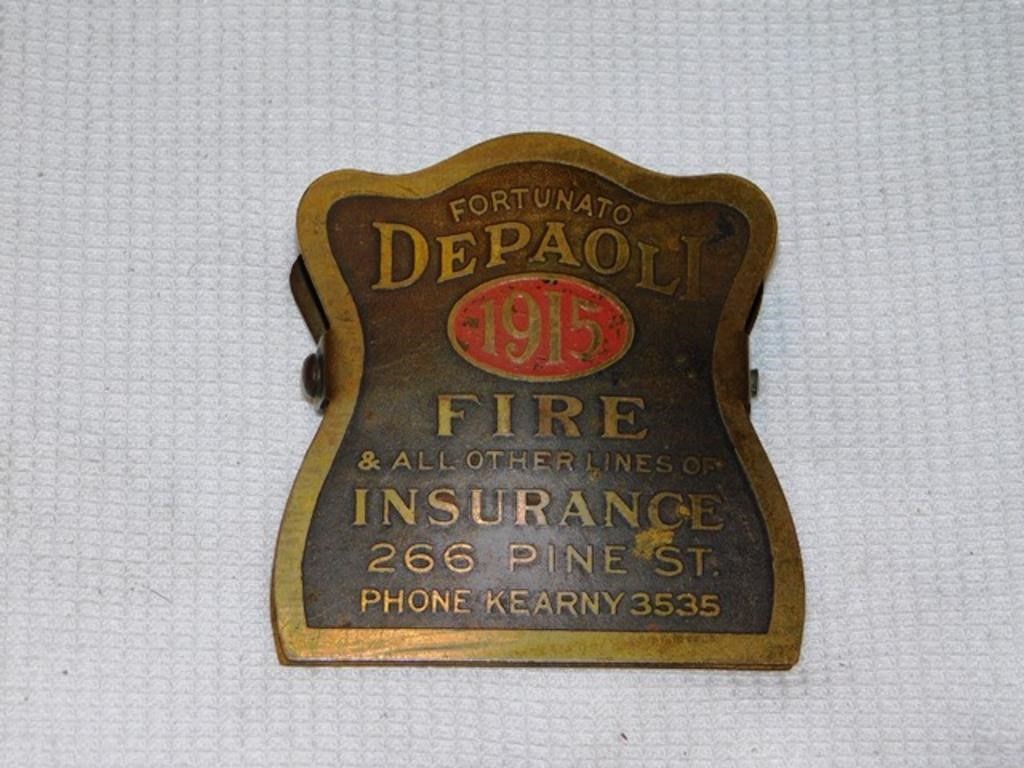 FORTUNATO
DEPAOLI
1915
FIRE
& ALL OTHER LINES OF
INSURANCE
266 PINE ST.
PHONE KEARNY 3535